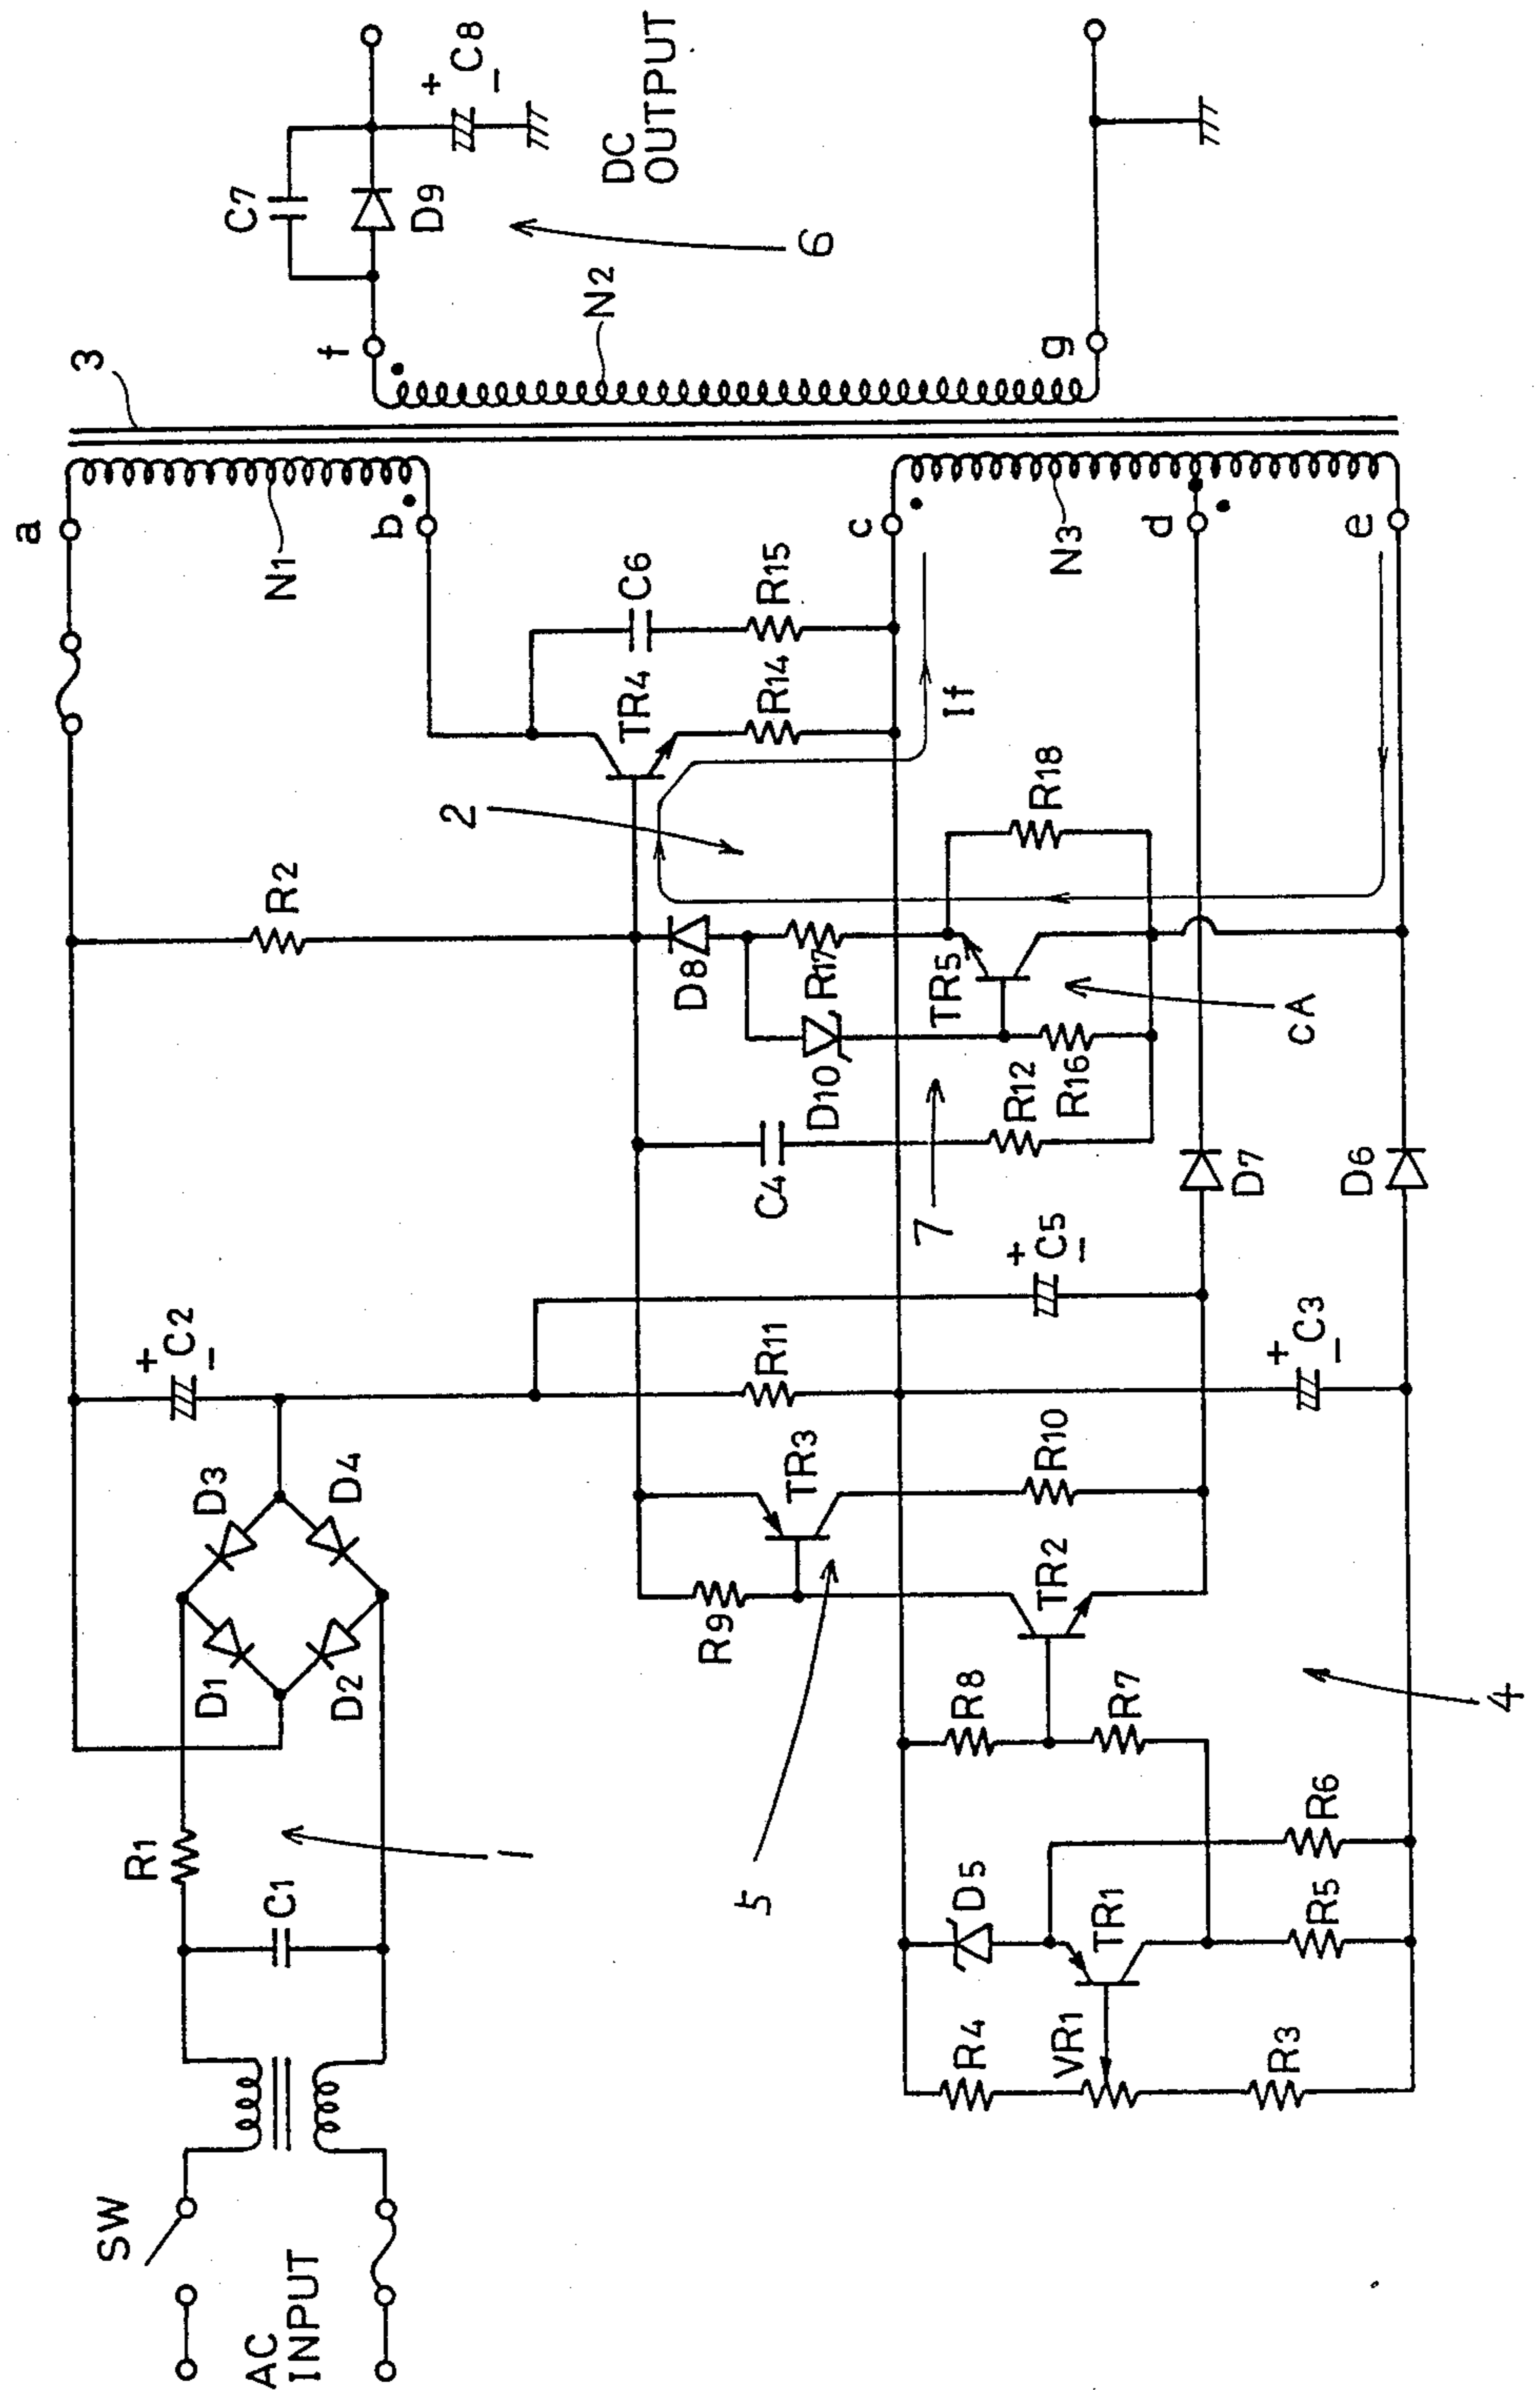 SW
AC
INPUT
C1
R1
1
D1
D2
D3
D4
+
C2
−
R2
a
N1
b
3
f
N2
g
C7
D9
+
C8
−
6
DC
OUTPUT
TR4
C6
R14
R15
2
If
c
N3
d
e
R9
TR3
5
R10
TR2
R11
+
C5
−
+
C3
−
C4
R12
7
D8
D10
R17
TR5
R16
R18
CA
D7
D6
R4
VR1
R3
D5
TR1
R5
R6
R8
R7
4